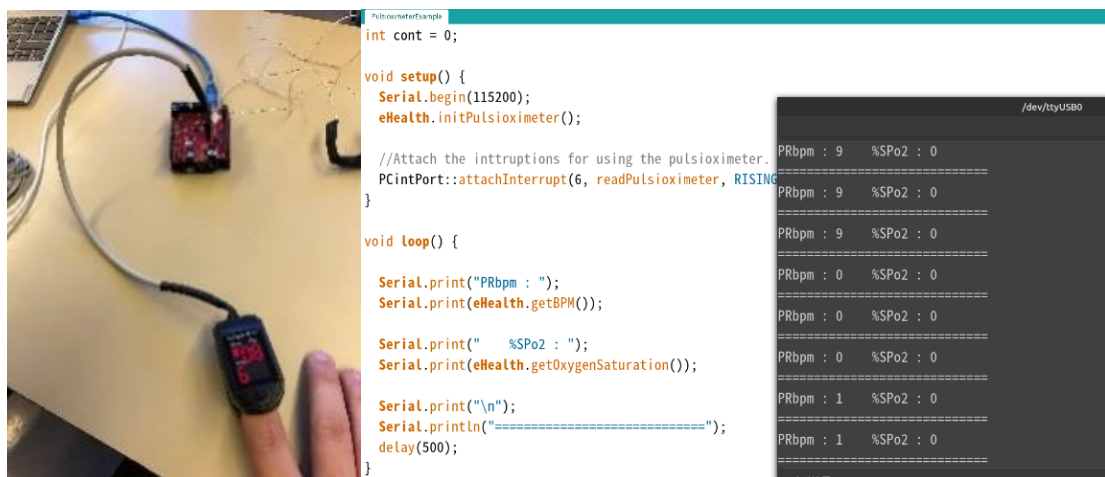 PulsioximeterExample
int cont = 0;
void setup() {
Serial.begin(115200);
eHealth.initPulsioximeter();
//Attach the inttruptions for using the pulsioximeter.
PCintPort::attachInterrupt(6, readPulsioximeter, RISING
}
void loop() {
Serial.print("PRbpm : ");
Serial.print(eHealth.getBPM());
Serial.print("    %SPo2 : ");
Serial.print(eHealth.getOxygenSaturation());
Serial.print("\n");
Serial.println("=============================");
delay(500);
}
/dev/ttyUSB0
PRbpm : 9    %SPo2 : 0
=============================
PRbpm : 9    %SPo2 : 0
=============================
PRbpm : 9    %SPo2 : 0
=============================
PRbpm : 0    %SPo2 : 0
=============================
PRbpm : 0    %SPo2 : 0
=============================
PRbpm : 0    %SPo2 : 0
=============================
PRbpm : 1    %SPo2 : 0
=============================
PRbpm : 1    %SPo2 : 0
=============================